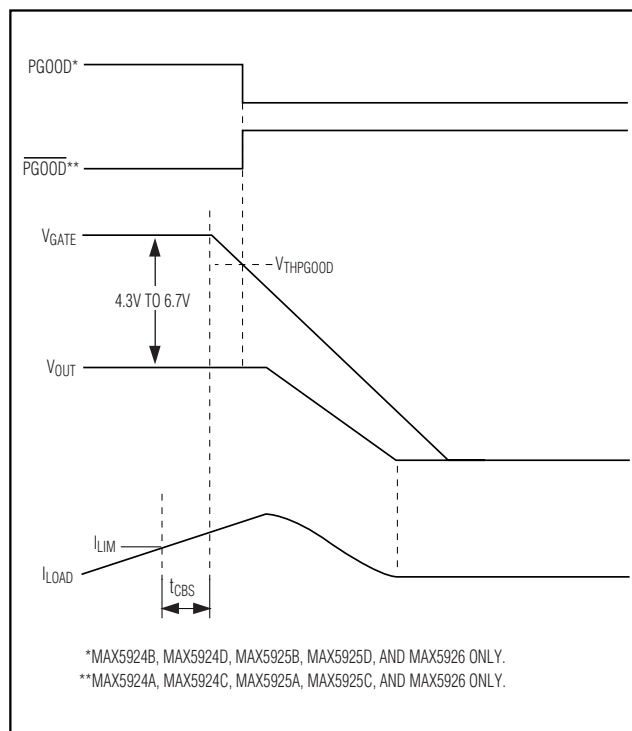 PGOOD*
PGOOD**
VGATE
VTHPGOOD
4.3V TO 6.7V
VOUT
ILIM
ILOAD
tCBS
*MAX5924B, MAX5924D, MAX5925B, MAX5925D, AND MAX5926 ONLY.
**MAX5924A, MAX5924C, MAX5925A, MAX5925C, AND MAX5926 ONLY.